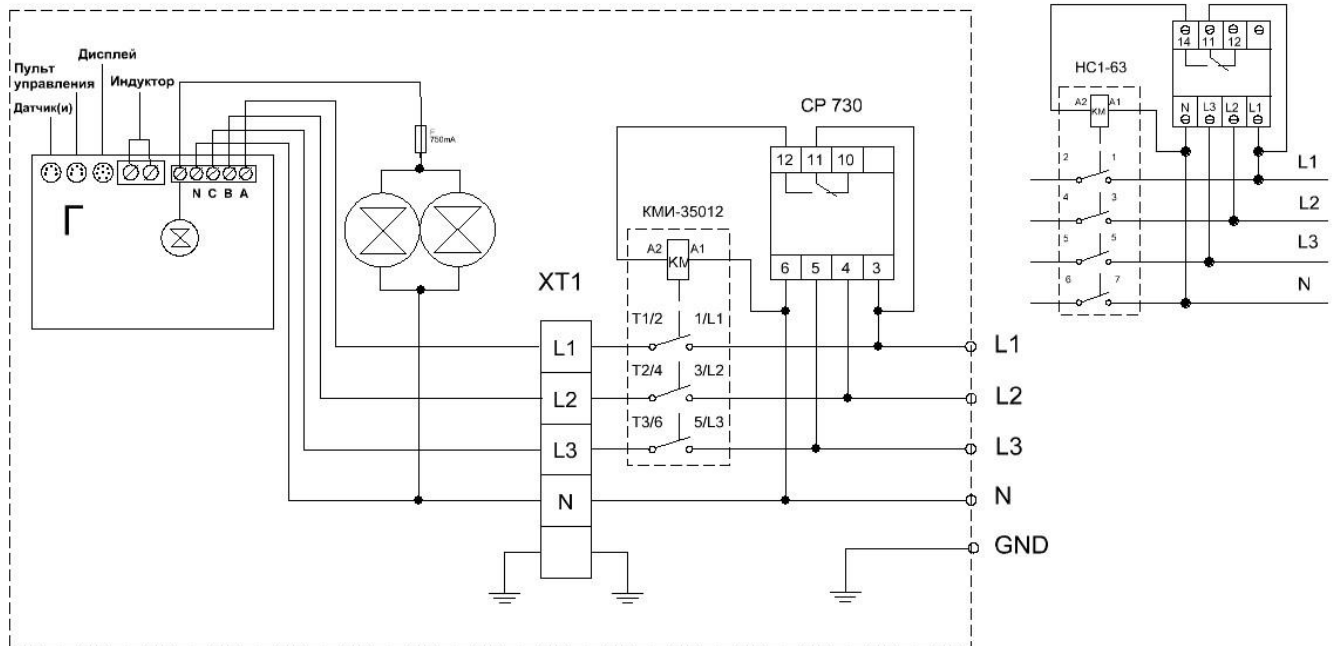 Дисплей
Пульт
управления
Индуктор
Датчик(и)
N C B A
F
750mA
КМИ-35012
A2 KM A1
T1/2 1/L1
T2/4 3/L2
T3/6 5/L3
CP 730
12 11 10
6 5 4 3
XT1
L1
L2
L3
N
L1
L2
L3
N
GND
НС1-63
14 11 12
A2 KM A1
N L3 L2 L1
2 1
4 3
5 5
6 7
L1
L2
L3
N